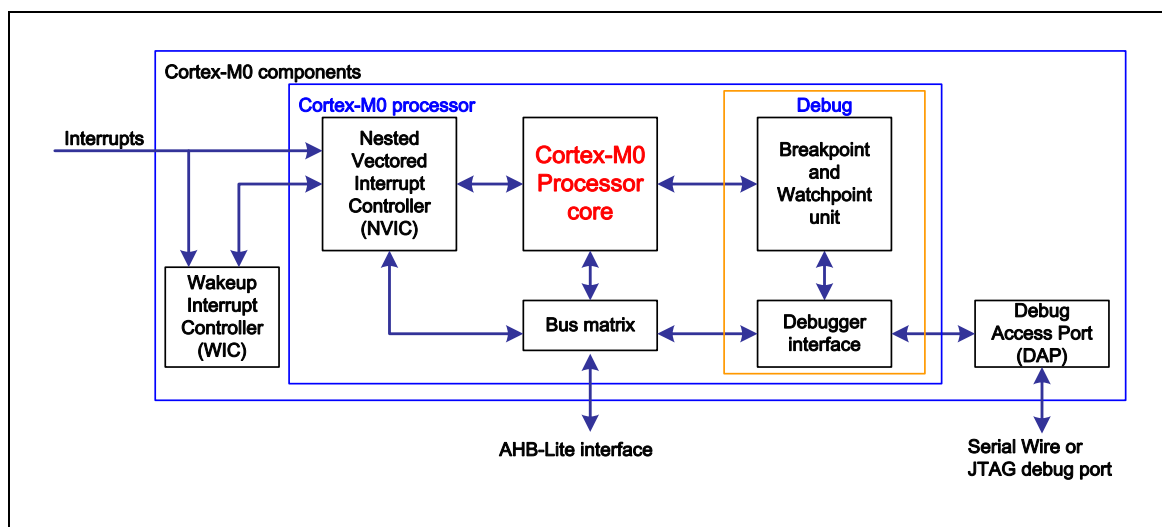 Cortex-M0 components
Cortex-M0 processor
Debug
Interrupts
Nested
Vectored
Interrupt
Controller
(NVIC)
Cortex-M0
Processor
core
Breakpoint
and
Watchpoint
unit
Wakeup
Interrupt
Controller
(WIC)
Bus matrix
Debugger
interface
Debug
Access Port
(DAP)
AHB-Lite interface
Serial Wire or
JTAG debug port